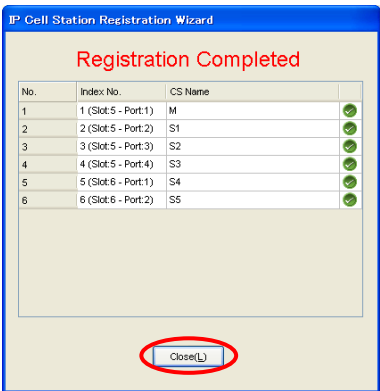 IP Cell Station Registration Wizard
Registration Completed
No. Index No. CS Name
1 1 (Slot:5 - Port:1) M
2 2 (Slot:5 - Port:2) S1
3 3 (Slot:5 - Port:3) S2
4 4 (Slot:5 - Port:4) S3
5 5 (Slot:6 - Port:1) S4
6 6 (Slot:6 - Port:2) S5
Close(L)